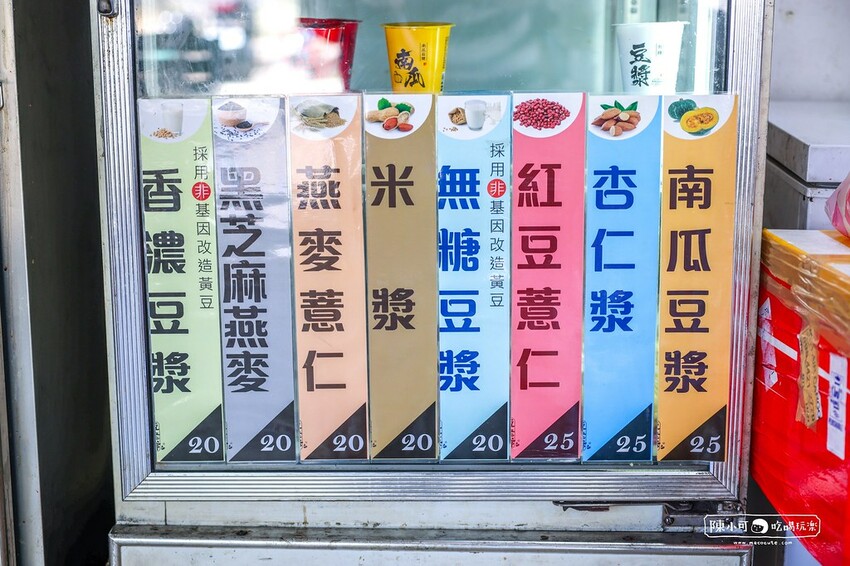 南瓜
豆漿
香濃豆漿
採用非基因改造黃豆
20
黑芝麻燕麥
20
燕麥薏仁
20
米漿
20
無糖豆漿
採用非基因改造黃豆
20
紅豆薏仁
25
杏仁漿
25
南瓜豆漿
25
陳小可 吃喝玩樂
www.macocute.com